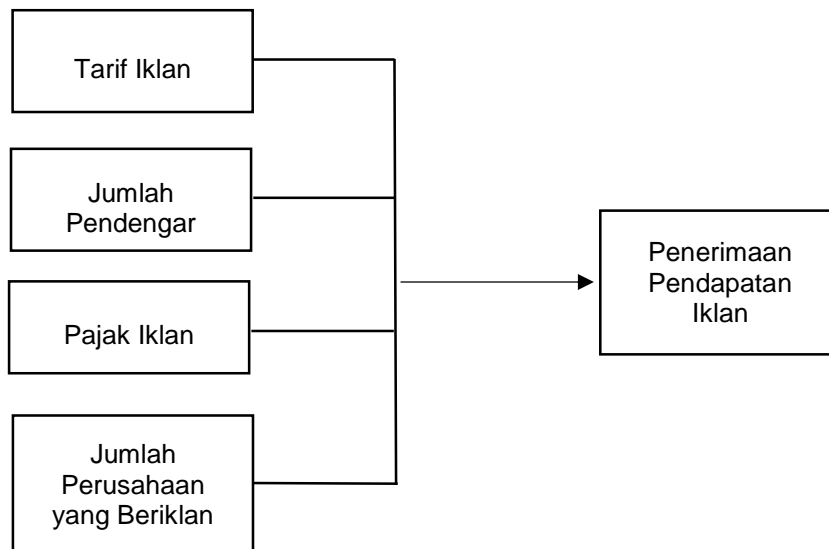 Tarif Iklan
Jumlah
Pendengar
Pajak Iklan
Jumlah
Perusahaan
yang Beriklan
Penerimaan
Pendapatan
Iklan